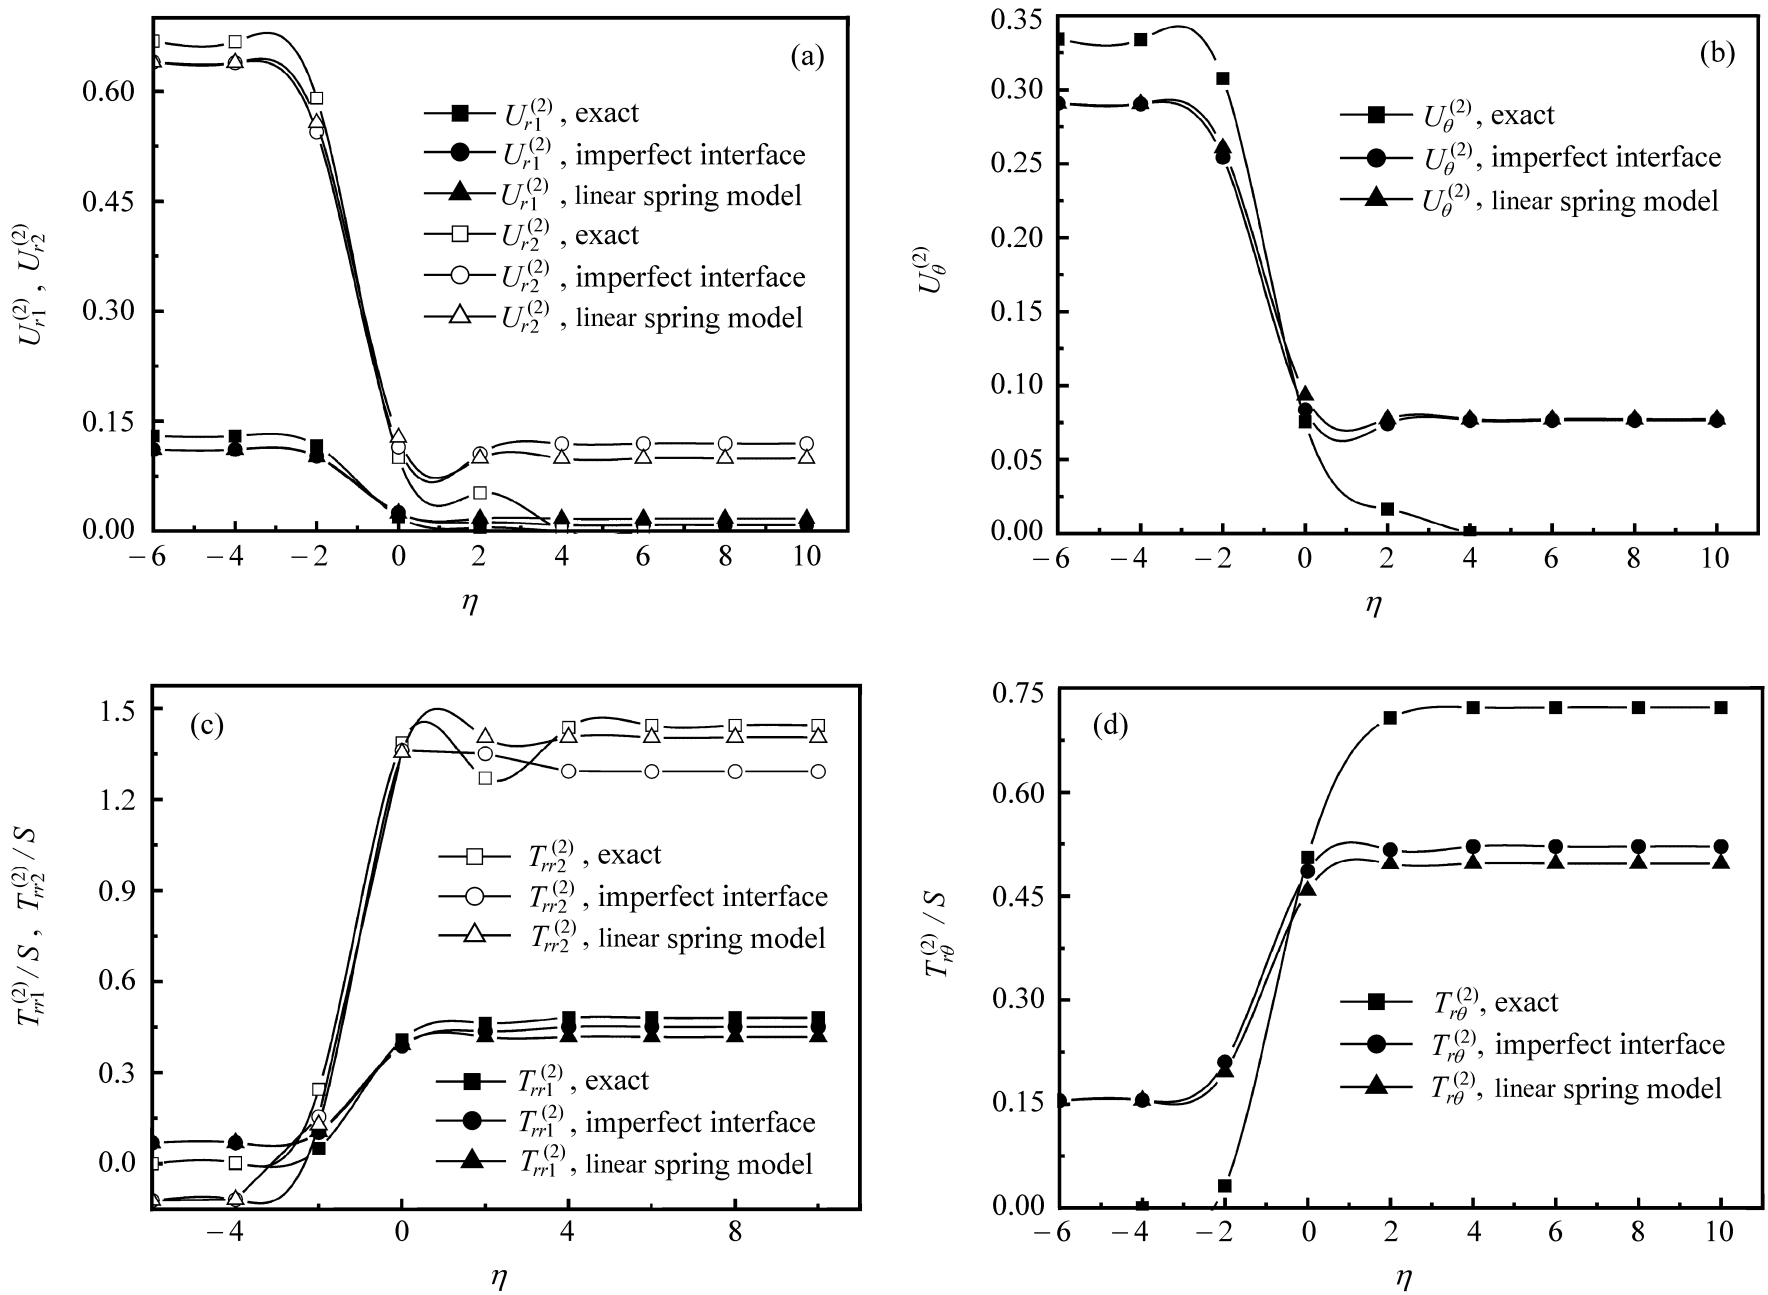 (a)
0.60
0.45
0.30
0.15
0.00
U_{r1}^{(2)}, U_{r2}^{(2)}
U_{r1}^{(2)}, exact
U_{r1}^{(2)}, imperfect interface
U_{r1}^{(2)}, linear spring model
U_{r2}^{(2)}, exact
U_{r2}^{(2)}, imperfect interface
U_{r2}^{(2)}, linear spring model
−6 −4 −2 0 2 4 6 8 10
η
(b)
0.35
0.30
0.25
0.20
0.15
0.10
0.05
0.00
U_{θ}^{(2)}
U_{θ}^{(2)}, exact
U_{θ}^{(2)}, imperfect interface
U_{θ}^{(2)}, linear spring model
−6 −4 −2 0 2 4 6 8 10
η
(c)
1.5
1.2
0.9
0.6
0.3
0.0
T_{rr1}^{(2)}/S, T_{rr2}^{(2)}/S
T_{rr2}^{(2)}, exact
T_{rr2}^{(2)}, imperfect interface
T_{rr2}^{(2)}, linear spring model
T_{rr1}^{(2)}, exact
T_{rr1}^{(2)}, imperfect interface
T_{rr1}^{(2)}, linear spring model
−4 0 4 8
η
(d)
0.75
0.60
0.45
0.30
0.15
0.00
T_{rθ}^{(2)}/S
T_{rθ}^{(2)}, exact
T_{rθ}^{(2)}, imperfect interface
T_{rθ}^{(2)}, linear spring model
−6 −4 −2 0 2 4 6 8 10
η